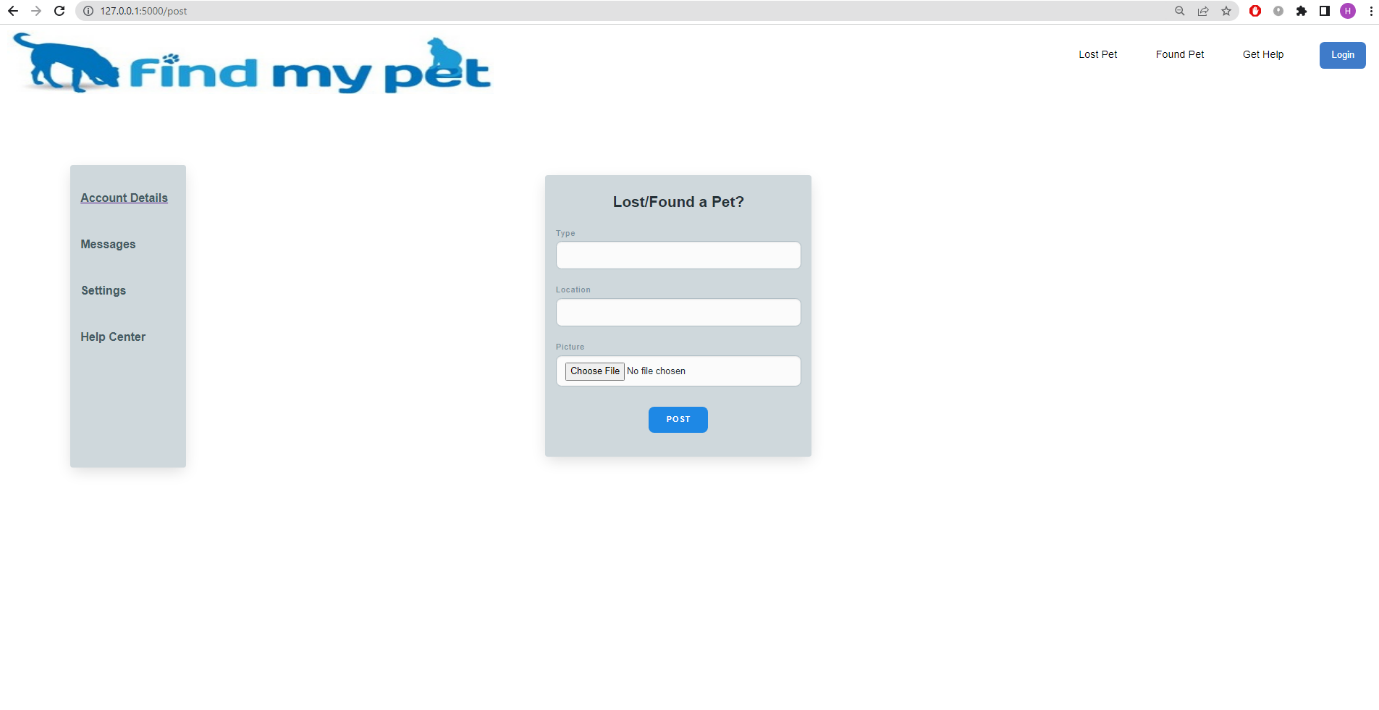 127.0.0.1:5000/post
H
find my pet
Lost Pet
Found Pet
Get Help
Login
Account Details
Messages
Settings
Help Center
Lost/Found a Pet?
Type
Location
Picture
Choose File No file chosen
POST